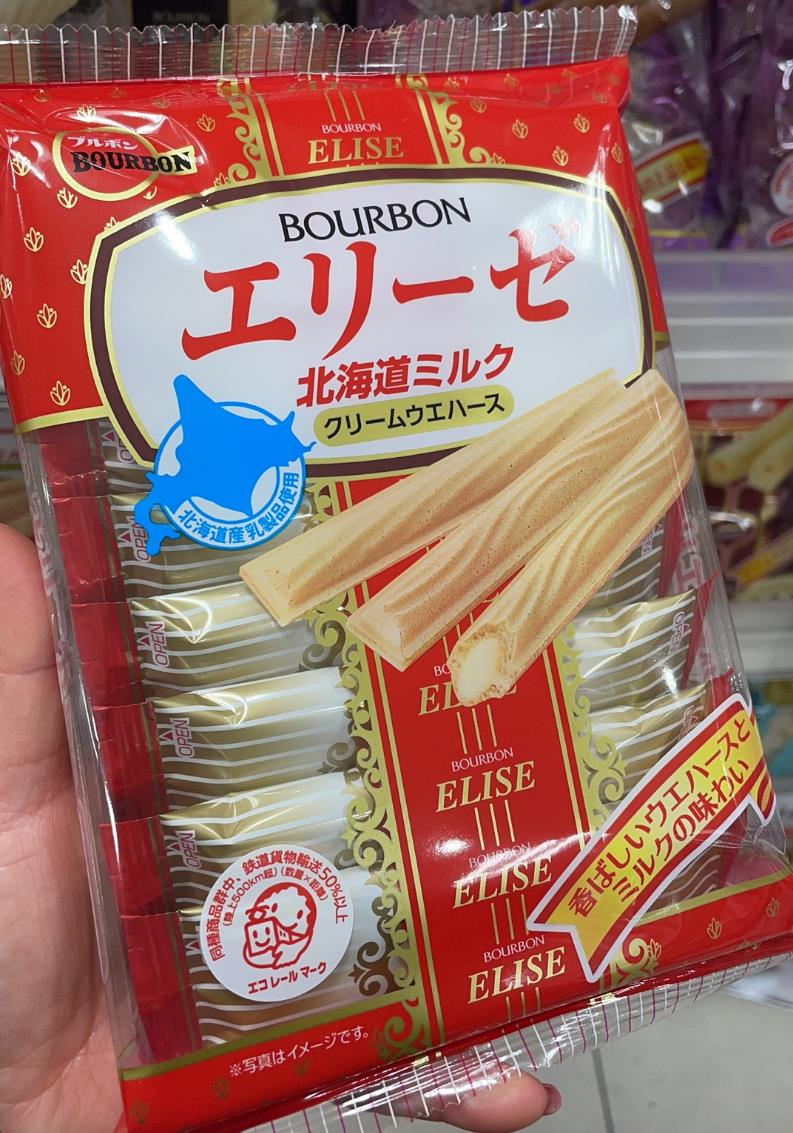 BOURBON
ELISE
ブルボン
BOURBON
BOURBON
エリーゼ
北海道ミルク
クリームウエハース
北海道産乳製品使用
OPEN
OPEN
OPEN
OPEN
OPEN
BOURBON
ELISE
BOURBON
ELISE
BOURBON
ELISE
香ばしいウエハースと
ミルクの味わい
同種商品群中、鉄道貨物輸送50%以上
(陸上500km超)(数量×距離)
エコレールマーク
※写真はイメージです。